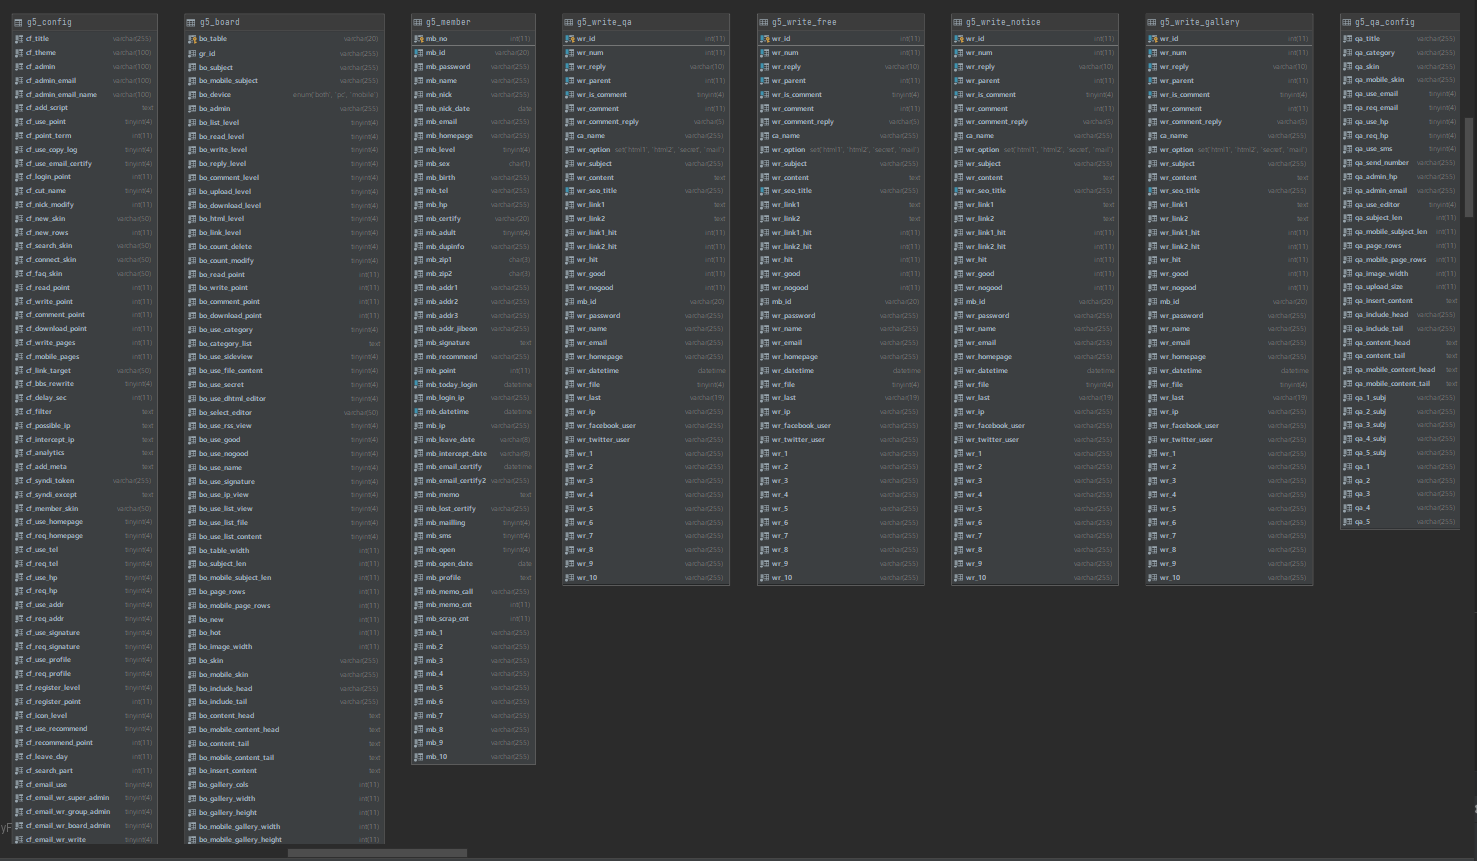 g5_config
cf_title varchar(255)
cf_theme varchar(100)
cf_admin varchar(100)
cf_admin_email varchar(100)
cf_admin_email_name varchar(100)
cf_add_script text
cf_use_point tinyint(4)
cf_point_term int(11)
cf_use_copy_log tinyint(4)
cf_use_email_certify tinyint(4)
cf_login_point int(11)
cf_cut_name tinyint(4)
cf_nick_modify int(11)
cf_new_skin varchar(50)
cf_new_rows int(11)
cf_search_skin varchar(50)
cf_connect_skin varchar(50)
cf_faq_skin varchar(50)
cf_read_point int(11)
cf_write_point int(11)
cf_comment_point int(11)
cf_download_point int(11)
cf_write_pages int(11)
cf_mobile_pages int(11)
cf_link_target varchar(50)
cf_bbs_rewrite tinyint(4)
cf_delay_sec int(11)
cf_filter text
cf_possible_ip text
cf_intercept_ip text
cf_analytics text
cf_add_meta text
cf_syndi_token varchar(255)
cf_syndi_except text
cf_member_skin varchar(50)
cf_use_homepage tinyint(4)
cf_req_homepage tinyint(4)
cf_use_tel tinyint(4)
cf_req_tel tinyint(4)
cf_use_hp tinyint(4)
cf_req_hp tinyint(4)
cf_use_addr tinyint(4)
cf_req_addr tinyint(4)
cf_use_signature tinyint(4)
cf_req_signature tinyint(4)
cf_use_profile tinyint(4)
cf_req_profile tinyint(4)
cf_register_level tinyint(4)
cf_register_point int(11)
cf_icon_level tinyint(4)
cf_use_recommend tinyint(4)
cf_recommend_point int(11)
cf_leave_day int(11)
cf_search_part int(11)
cf_email_use tinyint(4)
cf_email_wr_super_admin tinyint(4)
cf_email_wr_group_admin tinyint(4)
cf_email_wr_board_admin tinyint(4)
cf_email_wr_write tinyint(4)
g5_board
bo_table varchar(20)
gr_id varchar(255)
bo_subject varchar(255)
bo_mobile_subject varchar(255)
bo_device enum('both', 'pc', 'mobile')
bo_admin varchar(255)
bo_list_level tinyint(4)
bo_read_level tinyint(4)
bo_write_level tinyint(4)
bo_reply_level tinyint(4)
bo_comment_level tinyint(4)
bo_upload_level tinyint(4)
bo_download_level tinyint(4)
bo_html_level tinyint(4)
bo_link_level tinyint(4)
bo_count_delete tinyint(4)
bo_count_modify tinyint(4)
bo_read_point int(11)
bo_write_point int(11)
bo_comment_point int(11)
bo_download_point int(11)
bo_use_category tinyint(4)
bo_category_list text
bo_use_sideview tinyint(4)
bo_use_file_content tinyint(4)
bo_use_secret tinyint(4)
bo_use_dhtml_editor tinyint(4)
bo_select_editor varchar(50)
bo_use_rss_view tinyint(4)
bo_use_good tinyint(4)
bo_use_nogood tinyint(4)
bo_use_name tinyint(4)
bo_use_signature tinyint(4)
bo_use_ip_view tinyint(4)
bo_use_list_view tinyint(4)
bo_use_list_file tinyint(4)
bo_use_list_content tinyint(4)
bo_table_width int(11)
bo_subject_len int(11)
bo_mobile_subject_len int(11)
bo_page_rows int(11)
bo_mobile_page_rows int(11)
bo_new int(11)
bo_hot int(11)
bo_image_width int(11)
bo_skin varchar(255)
bo_mobile_skin varchar(255)
bo_include_head varchar(255)
bo_include_tail varchar(255)
bo_content_head text
bo_mobile_content_head text
bo_content_tail text
bo_mobile_content_tail text
bo_insert_content text
bo_gallery_cols int(11)
bo_gallery_width int(11)
bo_gallery_height int(11)
bo_mobile_gallery_width int(11)
bo_mobile_gallery_height int(11)
g5_member
mb_no int(11)
mb_id varchar(20)
mb_password varchar(255)
mb_name varchar(255)
mb_nick varchar(255)
mb_nick_date date
mb_email varchar(255)
mb_homepage varchar(255)
mb_level tinyint(4)
mb_sex char(1)
mb_birth varchar(255)
mb_tel varchar(255)
mb_hp varchar(255)
mb_certify varchar(20)
mb_adult tinyint(4)
mb_dupinfo varchar(255)
mb_zip1 char(3)
mb_zip2 char(3)
mb_addr1 varchar(255)
mb_addr2 varchar(255)
mb_addr3 varchar(255)
mb_addr_jibeon varchar(255)
mb_signature text
mb_recommend varchar(255)
mb_point int(11)
mb_today_login datetime
mb_login_ip varchar(255)
mb_datetime datetime
mb_ip varchar(255)
mb_leave_date varchar(8)
mb_intercept_date varchar(8)
mb_email_certify datetime
mb_email_certify2 varchar(255)
mb_memo text
mb_lost_certify varchar(255)
mb_mailling tinyint(4)
mb_sms tinyint(4)
mb_open tinyint(4)
mb_open_date date
mb_profile text
mb_memo_call varchar(255)
mb_memo_cnt int(11)
mb_scrap_cnt int(11)
mb_1 varchar(255)
mb_2 varchar(255)
mb_3 varchar(255)
mb_4 varchar(255)
mb_5 varchar(255)
mb_6 varchar(255)
mb_7 varchar(255)
mb_8 varchar(255)
mb_9 varchar(255)
mb_10 varchar(255)
g5_write_qa
wr_id int(11)
wr_num int(11)
wr_reply varchar(10)
wr_parent int(11)
wr_is_comment tinyint(4)
wr_comment int(11)
wr_comment_reply varchar(5)
ca_name varchar(255)
wr_option set('html1', 'html2', 'secret', 'mail')
wr_subject varchar(255)
wr_content text
wr_seo_title varchar(255)
wr_link1 text
wr_link2 text
wr_link1_hit int(11)
wr_link2_hit int(11)
wr_hit int(11)
wr_good int(11)
wr_nogood int(11)
mb_id varchar(20)
wr_password varchar(255)
wr_name varchar(255)
wr_email varchar(255)
wr_homepage varchar(255)
wr_datetime datetime
wr_file tinyint(4)
wr_last varchar(19)
wr_ip varchar(255)
wr_facebook_user varchar(255)
wr_twitter_user varchar(255)
wr_1 varchar(255)
wr_2 varchar(255)
wr_3 varchar(255)
wr_4 varchar(255)
wr_5 varchar(255)
wr_6 varchar(255)
wr_7 varchar(255)
wr_8 varchar(255)
wr_9 varchar(255)
wr_10 varchar(255)
g5_write_free
wr_id int(11)
wr_num int(11)
wr_reply varchar(10)
wr_parent int(11)
wr_is_comment tinyint(4)
wr_comment int(11)
wr_comment_reply varchar(5)
ca_name varchar(255)
wr_option set('html1', 'html2', 'secret', 'mail')
wr_subject varchar(255)
wr_content text
wr_seo_title varchar(255)
wr_link1 text
wr_link2 text
wr_link1_hit int(11)
wr_link2_hit int(11)
wr_hit int(11)
wr_good int(11)
wr_nogood int(11)
mb_id varchar(20)
wr_password varchar(255)
wr_name varchar(255)
wr_email varchar(255)
wr_homepage varchar(255)
wr_datetime datetime
wr_file tinyint(4)
wr_last varchar(19)
wr_ip varchar(255)
wr_facebook_user varchar(255)
wr_twitter_user varchar(255)
wr_1 varchar(255)
wr_2 varchar(255)
wr_3 varchar(255)
wr_4 varchar(255)
wr_5 varchar(255)
wr_6 varchar(255)
wr_7 varchar(255)
wr_8 varchar(255)
wr_9 varchar(255)
wr_10 varchar(255)
g5_write_notice
wr_id int(11)
wr_num int(11)
wr_reply varchar(10)
wr_parent int(11)
wr_is_comment tinyint(4)
wr_comment int(11)
wr_comment_reply varchar(5)
ca_name varchar(255)
wr_option set('html1', 'html2', 'secret', 'mail')
wr_subject varchar(255)
wr_content text
wr_seo_title varchar(255)
wr_link1 text
wr_link2 text
wr_link1_hit int(11)
wr_link2_hit int(11)
wr_hit int(11)
wr_good int(11)
wr_nogood int(11)
mb_id varchar(20)
wr_password varchar(255)
wr_name varchar(255)
wr_email varchar(255)
wr_homepage varchar(255)
wr_datetime datetime
wr_file tinyint(4)
wr_last varchar(19)
wr_ip varchar(255)
wr_facebook_user varchar(255)
wr_twitter_user varchar(255)
wr_1 varchar(255)
wr_2 varchar(255)
wr_3 varchar(255)
wr_4 varchar(255)
wr_5 varchar(255)
wr_6 varchar(255)
wr_7 varchar(255)
wr_8 varchar(255)
wr_9 varchar(255)
wr_10 varchar(255)
g5_write_gallery
wr_id int(11)
wr_num int(11)
wr_reply varchar(10)
wr_parent int(11)
wr_is_comment tinyint(4)
wr_comment int(11)
wr_comment_reply varchar(5)
ca_name varchar(255)
wr_option set('html1', 'html2', 'secret', 'mail')
wr_subject varchar(255)
wr_content text
wr_seo_title varchar(255)
wr_link1 text
wr_link2 text
wr_link1_hit int(11)
wr_link2_hit int(11)
wr_hit int(11)
wr_good int(11)
wr_nogood int(11)
mb_id varchar(20)
wr_password varchar(255)
wr_name varchar(255)
wr_email varchar(255)
wr_homepage varchar(255)
wr_datetime datetime
wr_file tinyint(4)
wr_last varchar(19)
wr_ip varchar(255)
wr_facebook_user varchar(255)
wr_twitter_user varchar(255)
wr_1 varchar(255)
wr_2 varchar(255)
wr_3 varchar(255)
wr_4 varchar(255)
wr_5 varchar(255)
wr_6 varchar(255)
wr_7 varchar(255)
wr_8 varchar(255)
wr_9 varchar(255)
wr_10 varchar(255)
g5_qa_config
qa_title varchar(255)
qa_category varchar(255)
qa_skin varchar(255)
qa_mobile_skin varchar(255)
qa_use_email tinyint(4)
qa_req_email tinyint(4)
qa_use_hp tinyint(4)
qa_req_hp tinyint(4)
qa_use_sms tinyint(4)
qa_send_number varchar(255)
qa_admin_hp varchar(255)
qa_admin_email varchar(255)
qa_use_editor tinyint(4)
qa_subject_len int(11)
qa_mobile_subject_len int(11)
qa_page_rows int(11)
qa_mobile_page_rows int(11)
qa_image_width int(11)
qa_upload_size int(11)
qa_insert_content text
qa_include_head varchar(255)
qa_include_tail varchar(255)
qa_content_head text
qa_content_tail text
qa_mobile_content_head text
qa_mobile_content_tail text
qa_1_subj varchar(255)
qa_2_subj varchar(255)
qa_3_subj varchar(255)
qa_4_subj varchar(255)
qa_5_subj varchar(255)
qa_1 varchar(255)
qa_2 varchar(255)
qa_3 varchar(255)
qa_4 varchar(255)
qa_5 varchar(255)
yF